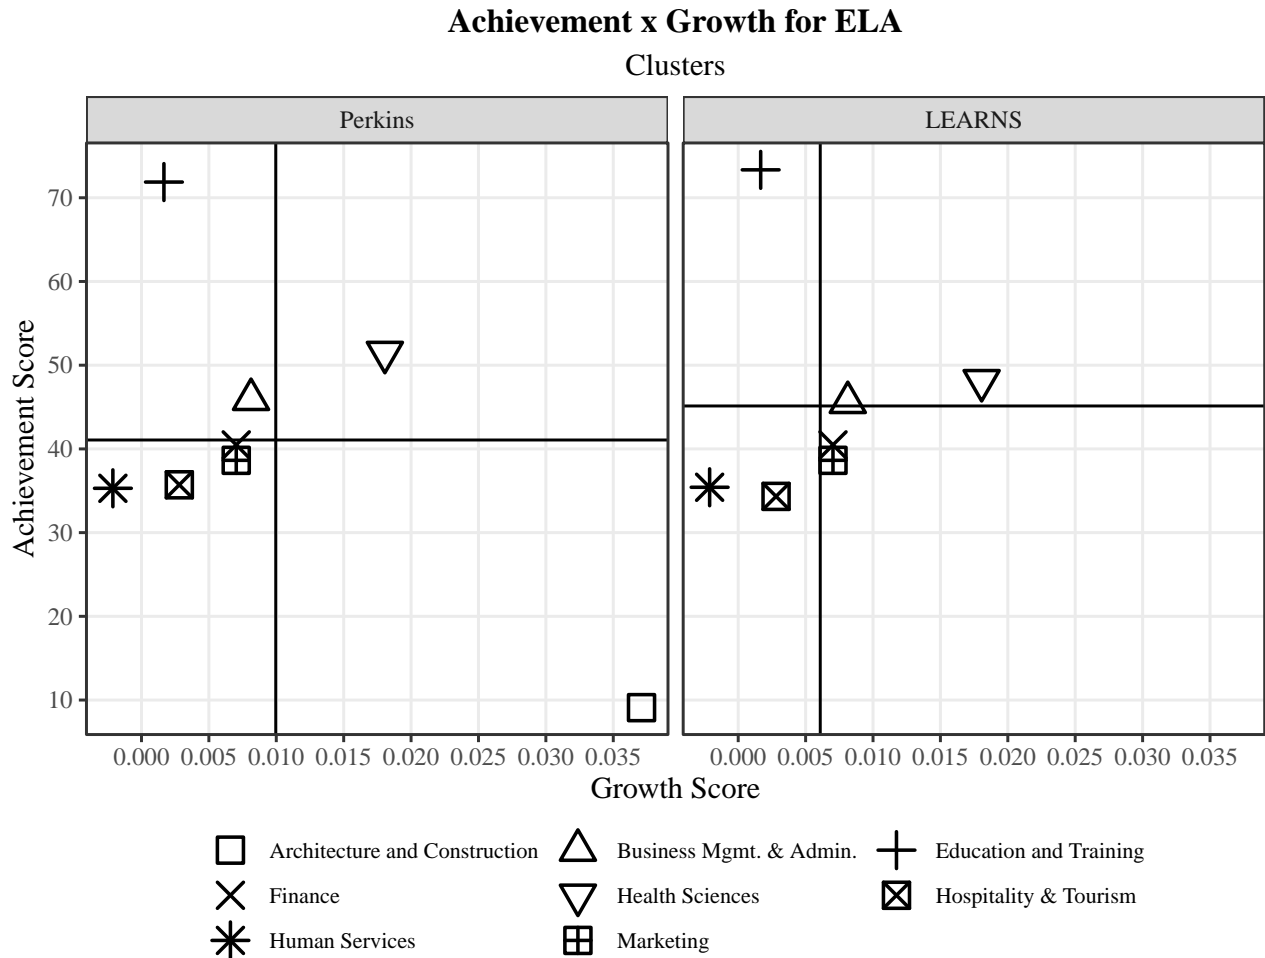 Achievement x Growth for ELA
Clusters
Perkins
LEARNS
Achievement Score
70
60
50
40
30
20
10
0.000 0.005 0.010 0.015 0.020 0.025 0.030 0.035
0.000 0.005 0.010 0.015 0.020 0.025 0.030 0.035
Growth Score
Architecture and Construction
Business Mgmt. & Admin.
Education and Training
Finance
Health Sciences
Hospitality & Tourism
Human Services
Marketing